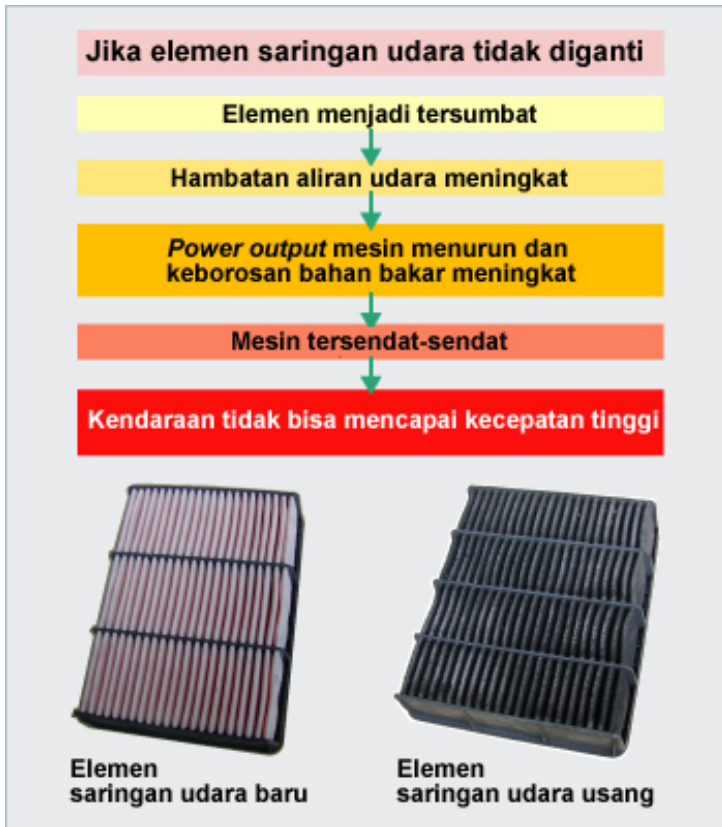 Jika elemen saringan udara tidak diganti
Elemen menjadi tersumbat
Hambatan aliran udara meningkat
Power output mesin menurun dan
keborosan bahan bakar meningkat
Mesin tersendat-sendat
Kendaraan tidak bisa mencapai kecepatan tinggi
Elemen
saringan udara baru
Elemen
saringan udara usang